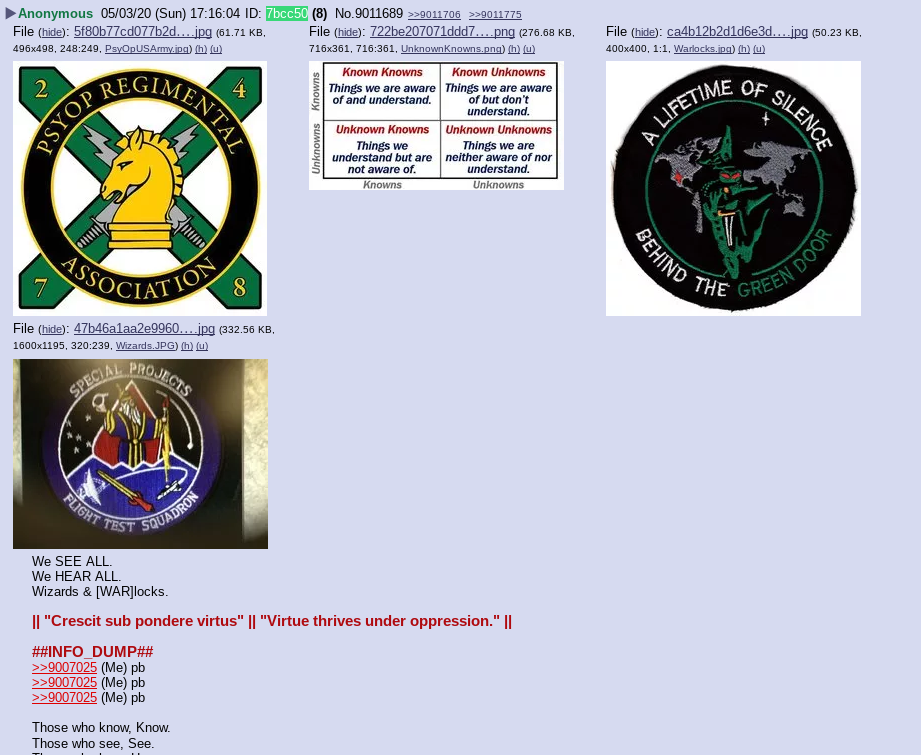 ▶Anonymous 05/03/20 (Sun) 17:16:04 ID: 7bcc50 (8) No.9011689 >>9011706 >>9011775
File (hide): 5f80b77cd077b2d….jpg (61.71 KB,
496x498, 248:249, PsyOpUSArmy.jpg) (h) (u)
PSYOP REGIMENTAL
ASSOCIATION
2
4
7
8
File (hide): 722be207071ddd7….png (276.68 KB,
716x361, 716:361, UnknownKnowns.png) (h) (u)
Knowns
Known Knowns
Things we are aware
of and understand.
Known Unknowns
Things we are aware
of but don't
understand.
Unknowns
Unknown Knowns
Things we
understand but are
not aware of.
Unknown Unknowns
Things we are
neither aware of nor
understand.
Knowns
Unknowns
File (hide): ca4b12b2d1d6e3d….jpg (50.23 KB,
400x400, 1:1, Warlocks.jpg) (h) (u)
A LIFETIME OF SILENCE
BEHIND THE GREEN DOOR
File (hide): 47b46a1aa2e9960….jpg (332.56 KB,
1600x1195, 320:239, Wizards.JPG) (h) (u)
SPECIAL PROJECTS
FLIGHT TEST SQUADRON
We SEE ALL.
We HEAR ALL.
Wizards & [WAR]locks.
|| "Crescit sub pondere virtus" || "Virtue thrives under oppression." ||
##INFO_DUMP##
>>9007025 (Me) pb
>>9007025 (Me) pb
>>9007025 (Me) pb
Those who know, Know.
Those who see, See.